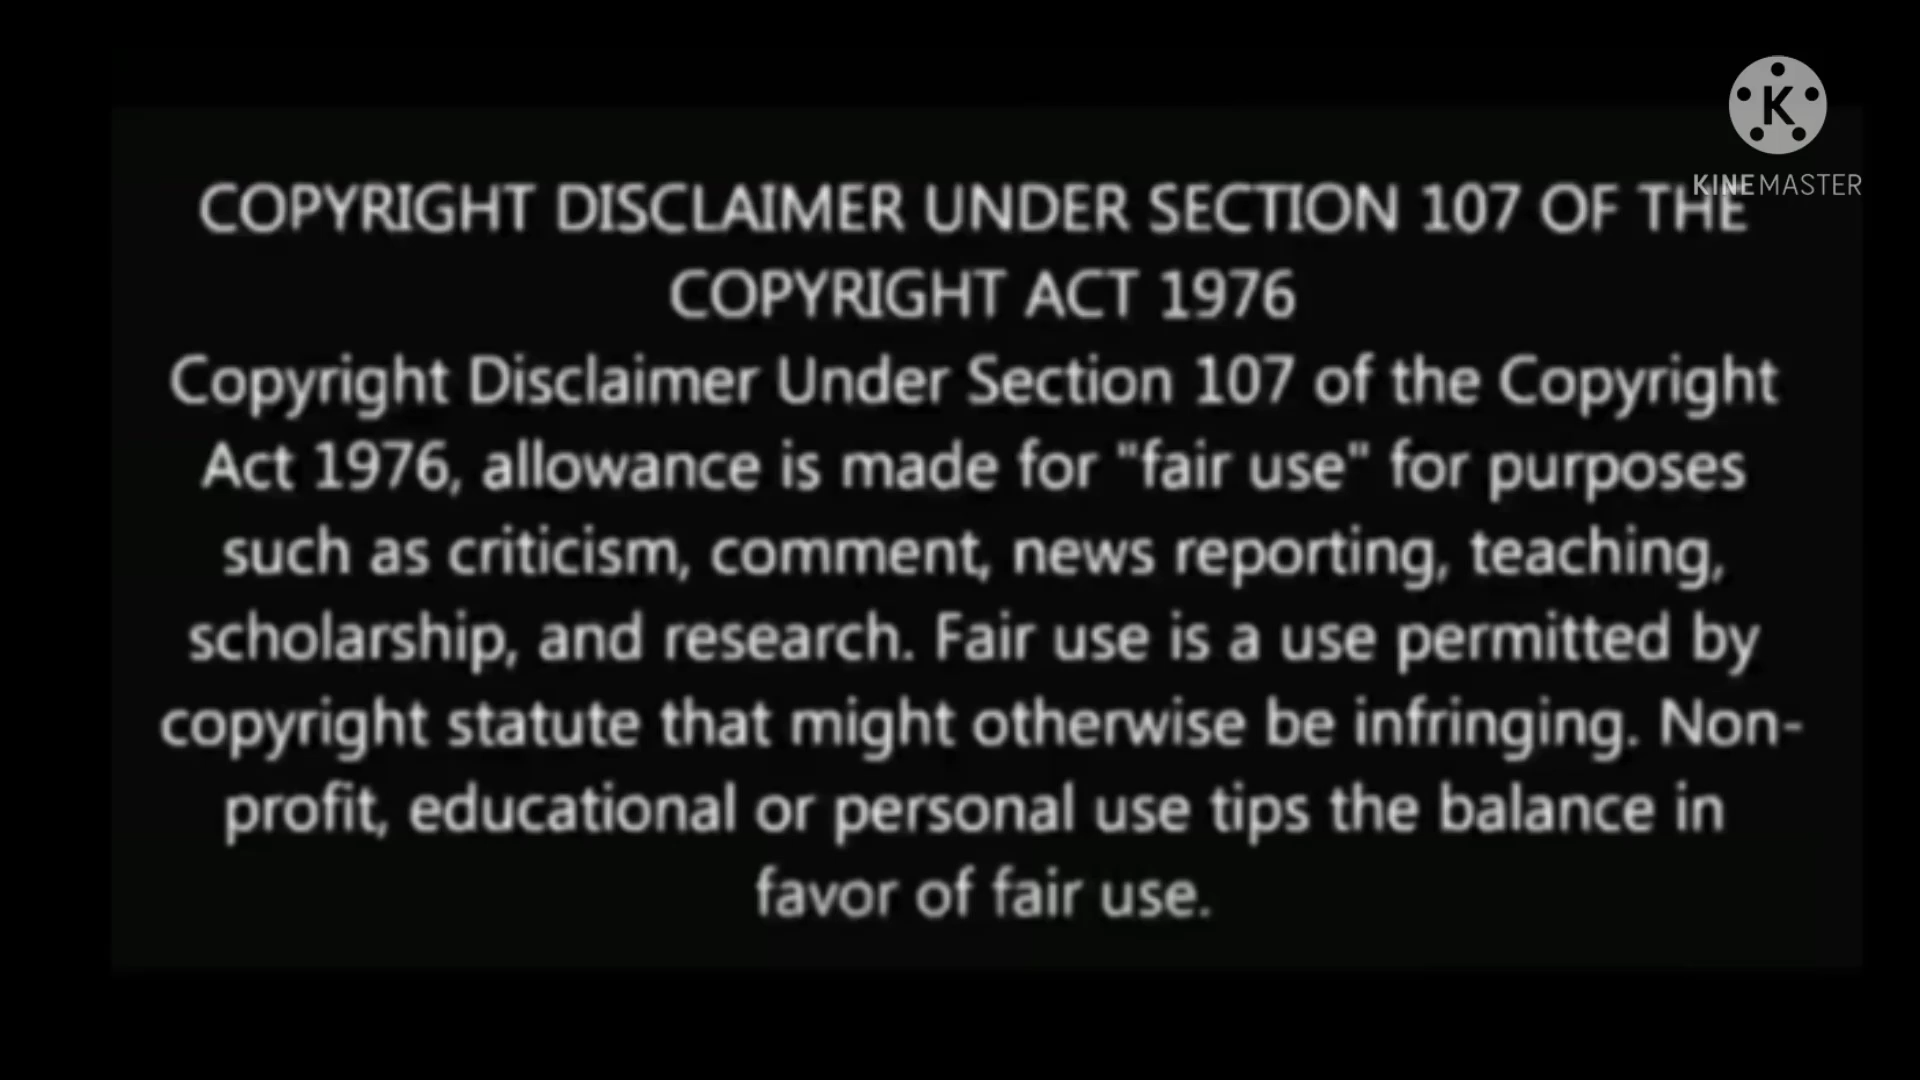 K
KINEMASTER
COPYRIGHT DISCLAIMER UNDER SECTION 107 OF THE
COPYRIGHT ACT 1976
Copyright Disclaimer Under Section 107 of the Copyright
Act 1976, allowance is made for "fair use" for purposes
such as criticism, comment, news reporting, teaching,
scholarship, and research. Fair use is a use permitted by
copyright statute that might otherwise be infringing. Non-
profit, educational or personal use tips the balance in
favor of fair use.